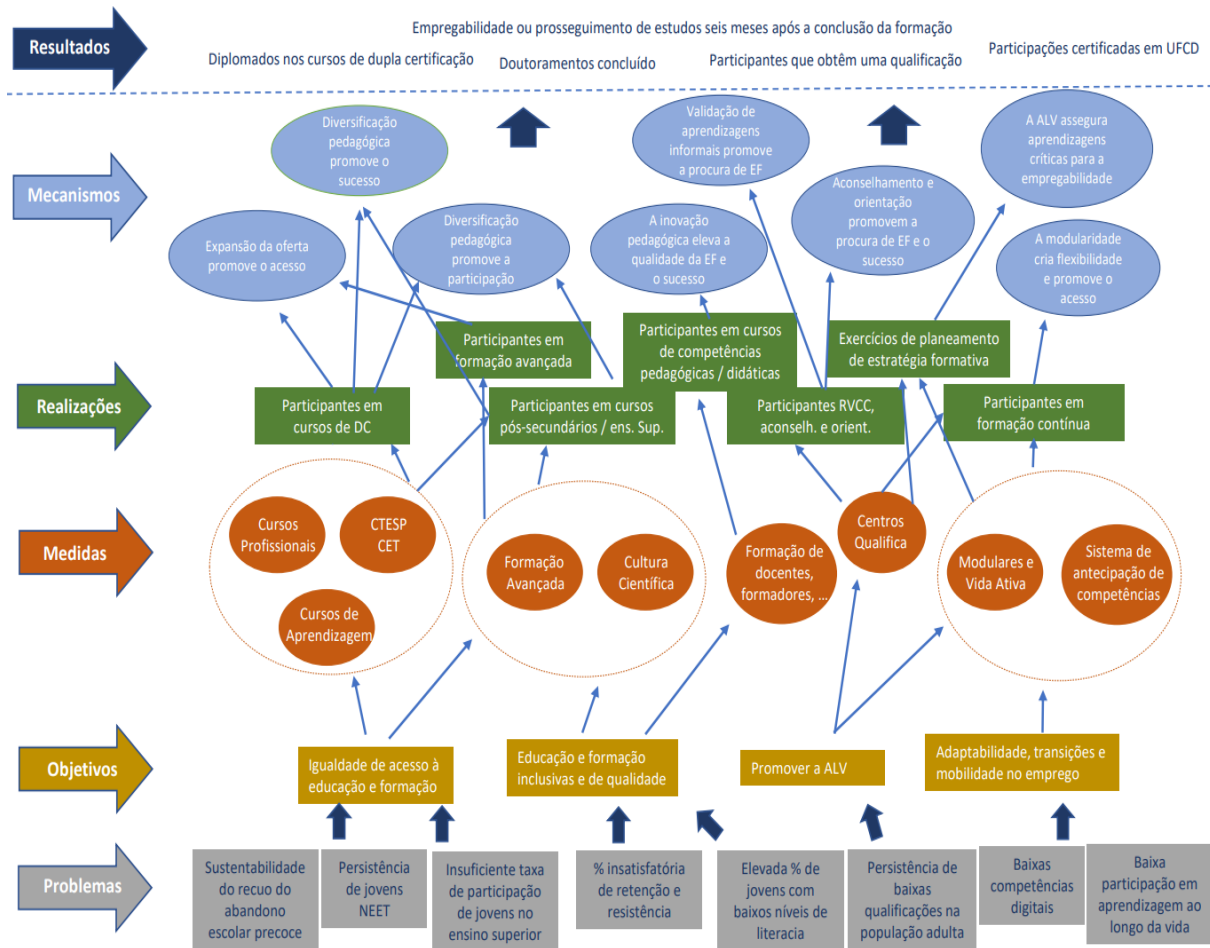 Resultados
Empregabilidade ou prosseguimento de estudos seis meses após a conclusão da formação
Diplomados nos cursos de dupla certificação
Doutoramentos concluído
Participantes que obtêm uma qualificação
Participações certificadas em UFCD
Mecanismos
Diversificação
pedagógica
promove o
sucesso
Validação de
aprendizagens
informais promove
a procura de EF
A ALV assegura
aprendizagens
críticas para a
empregabilidade
Expansão da oferta
promove o acesso
Diversificação
pedagógica
promove a
participação
A inovação
pedagógica eleva a
qualidade da EF e
o sucesso
Aconselhamento e
orientação
promovem a
procura de EF e o
sucesso
A modularidade
cria flexibilidade
e promove o
acesso
Realizações
Participantes em
formação avançada
Participantes em cursos
de competências
pedagógicas / didáticas
Exercícios de planeamento
de estratégia formativa
Participantes em
cursos de DC
Participantes em cursos
pós-secundários / ens. Sup.
Participantes RVCC,
aconselh. e orient.
Participantes em
formação contínua
Medidas
Cursos
Profissionais
CTESP
CET
Cursos de
Aprendizagem
Formação
Avançada
Cultura
Científica
Formação de
docentes,
formadores, ...
Centros
Qualifica
Modulares e
Vida Ativa
Sistema de
antecipação de
competências
Objetivos
Igualdade de acesso à
educação e formação
Educação e formação
inclusivas e de qualidade
Promover a ALV
Adaptabilidade, transições e
mobilidade no emprego
Problemas
Sustentabilidade
do recuo do
abandono
escolar precoce
Persistência
de jovens
NEET
Insuficiente taxa
de participação
de jovens no
ensino superior
% insatisfatória
de retenção e
resistência
Elevada % de
jovens com
baixos níveis de
literacia
Persistência de
baixas
qualificações na
população adulta
Baixas
competências
digitais
Baixa
participação em
aprendizagem ao
longo da vida